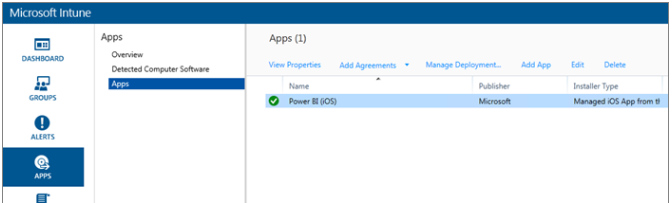 Microsoft Intune
DASHBOARD
GROUPS
ALERTS
APPS
Apps
Overview
Detected Computer Software
Apps
Apps (1)
View Properties Add Agreements Manage Deployment... Add App Edit Delete
Name Publisher Installer Type
Power BI (iOS) Microsoft Managed iOS App from th